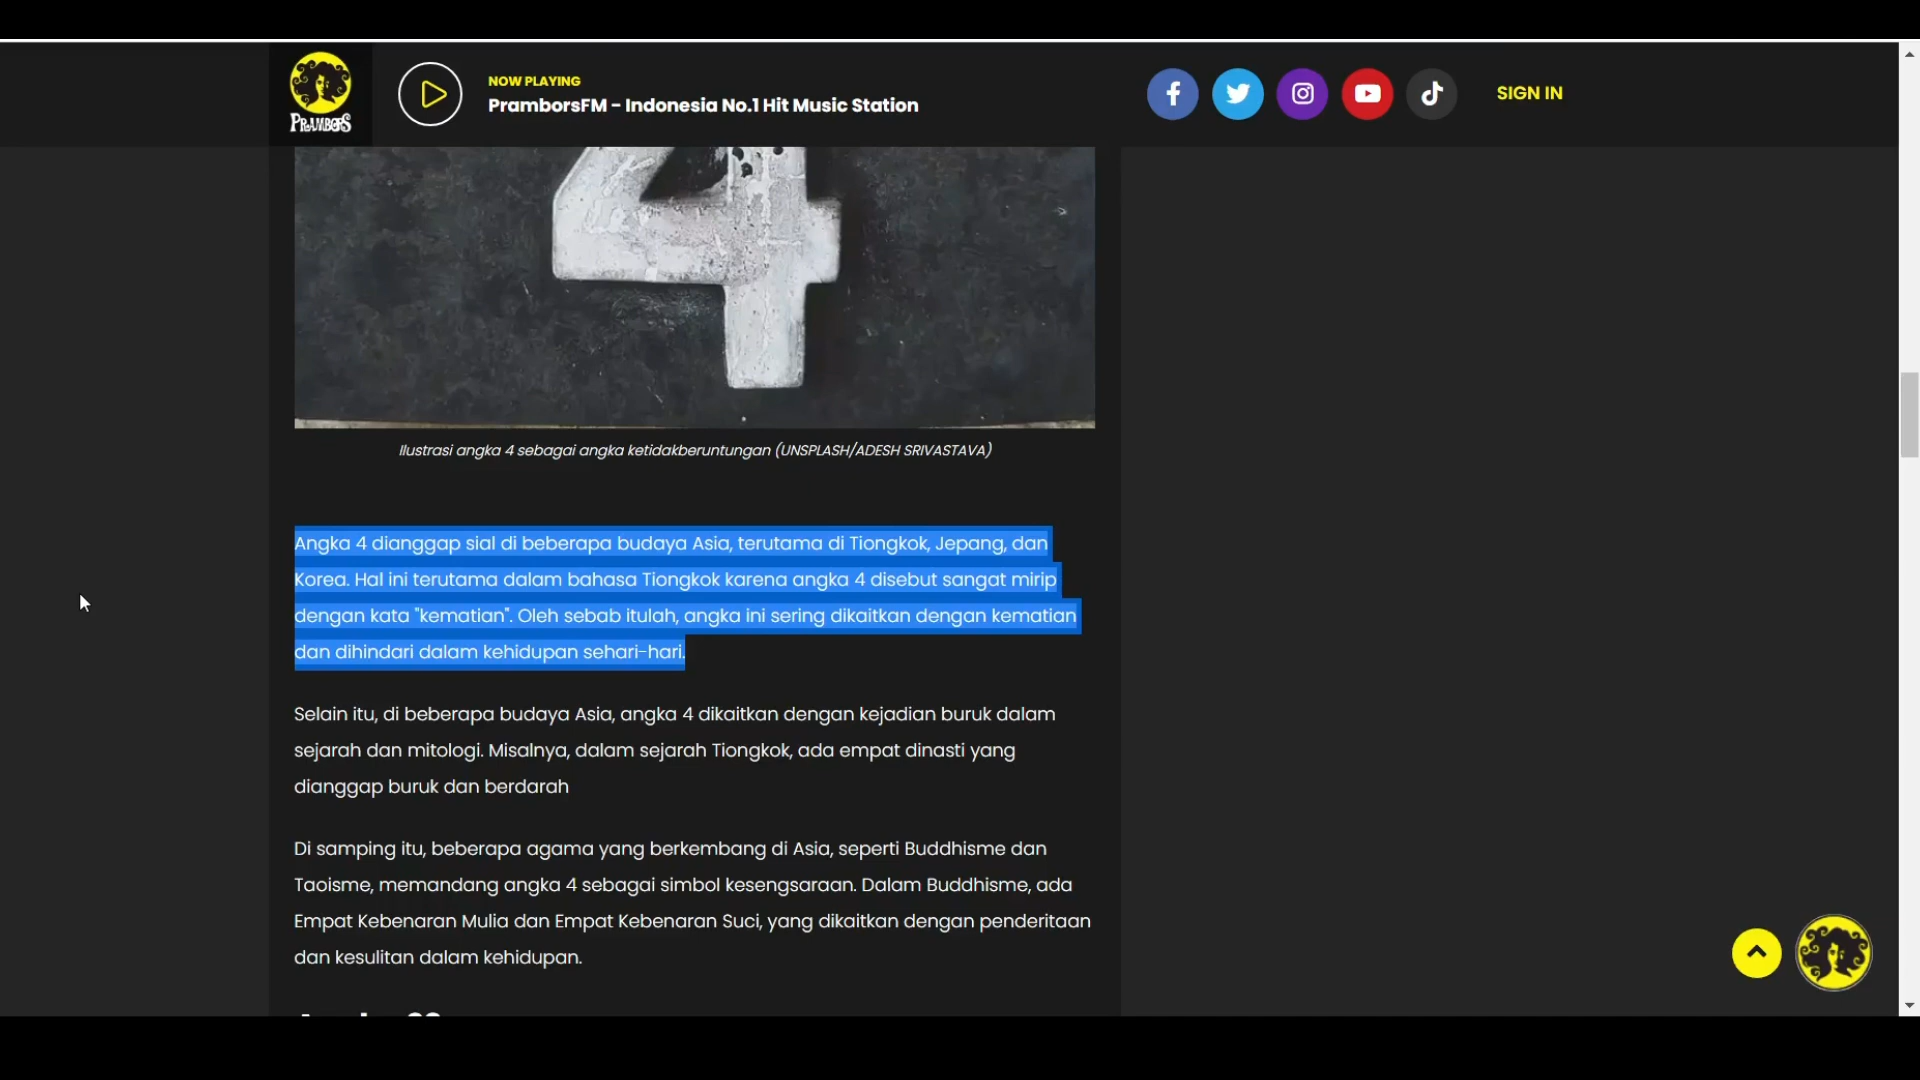 PRAMBORS
NOW PLAYING
PramborsFM - Indonesia No.1 Hit Music Station
SIGN IN
4
Ilustrasi angka 4 sebagai angka ketidakberuntungan (UNSPLASH/ADESH SRIVASTAVA)
Angka 4 dianggap sial di beberapa budaya Asia, terutama di Tiongkok, Jepang, dan
Korea. Hal ini terutama dalam bahasa Tiongkok karena angka 4 disebut sangat mirip
dengan kata "kematian". Oleh sebab itulah, angka ini sering dikaitkan dengan kematian
dan dihindari dalam kehidupan sehari-hari.
Selain itu, di beberapa budaya Asia, angka 4 dikaitkan dengan kejadian buruk dalam
sejarah dan mitologi. Misalnya, dalam sejarah Tiongkok, ada empat dinasti yang
dianggap buruk dan berdarah
Di samping itu, beberapa agama yang berkembang di Asia, seperti Buddhisme dan
Taoisme, memandang angka 4 sebagai simbol kesengsaraan. Dalam Buddhisme, ada
Empat Kebenaran Mulia dan Empat Kebenaran Suci, yang dikaitkan dengan penderitaan
dan kesulitan dalam kehidupan.